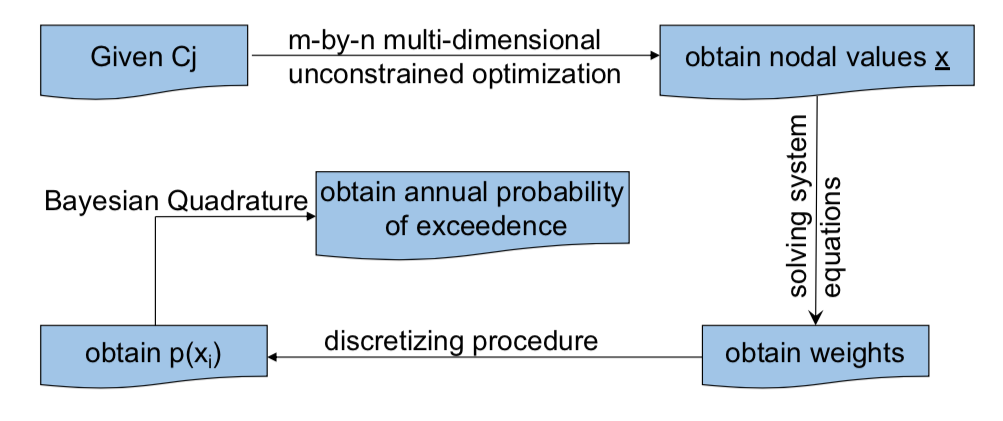 Given Cj
m-by-n multi-dimensional
unconstrained optimization
obtain nodal values x
solving system
equations
obtain weights
discretizing procedure
obtain p(xᵢ)
Bayesian Quadrature
obtain annual probability
of exceedence